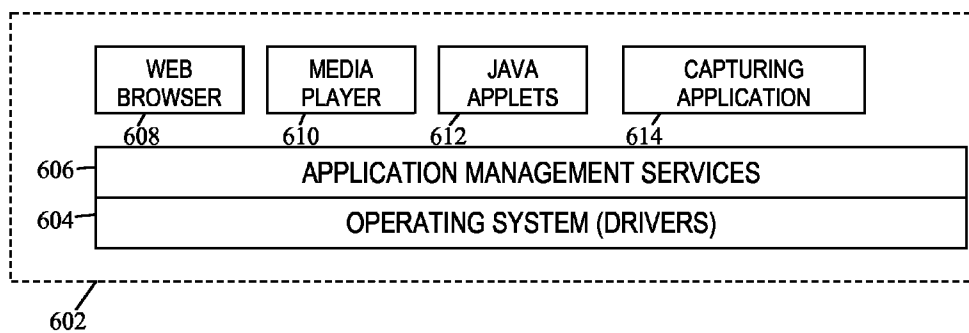 WEB
BROWSER
MEDIA
PLAYER
JAVA
APPLETS
CAPTURING
APPLICATION
608
610
612
614
606
APPLICATION MANAGEMENT SERVICES
604
OPERATING SYSTEM (DRIVERS)
602